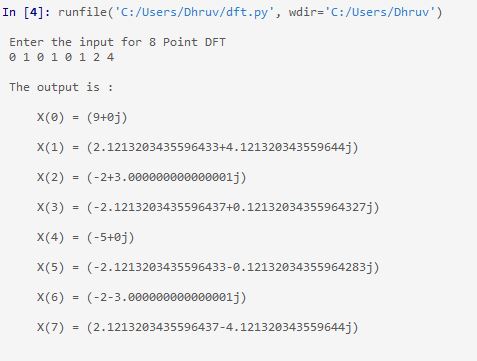 In [4]: runfile('C:/Users/Dhruv/dft.py', wdir='C:/Users/Dhruv')
Enter the input for 8 Point DFT
0 1 0 1 0 1 2 4
The output is :
X(0) = (9+0j)
X(1) = (2.1213203435596433+4.121320343559644j)
X(2) = (-2+3.000000000000001j)
X(3) = (-2.1213203435596437+0.12132034355964327j)
X(4) = (-5+0j)
X(5) = (-2.1213203435596433-0.12132034355964283j)
X(6) = (-2-3.000000000000001j)
X(7) = (2.1213203435596437-4.121320343559644j)